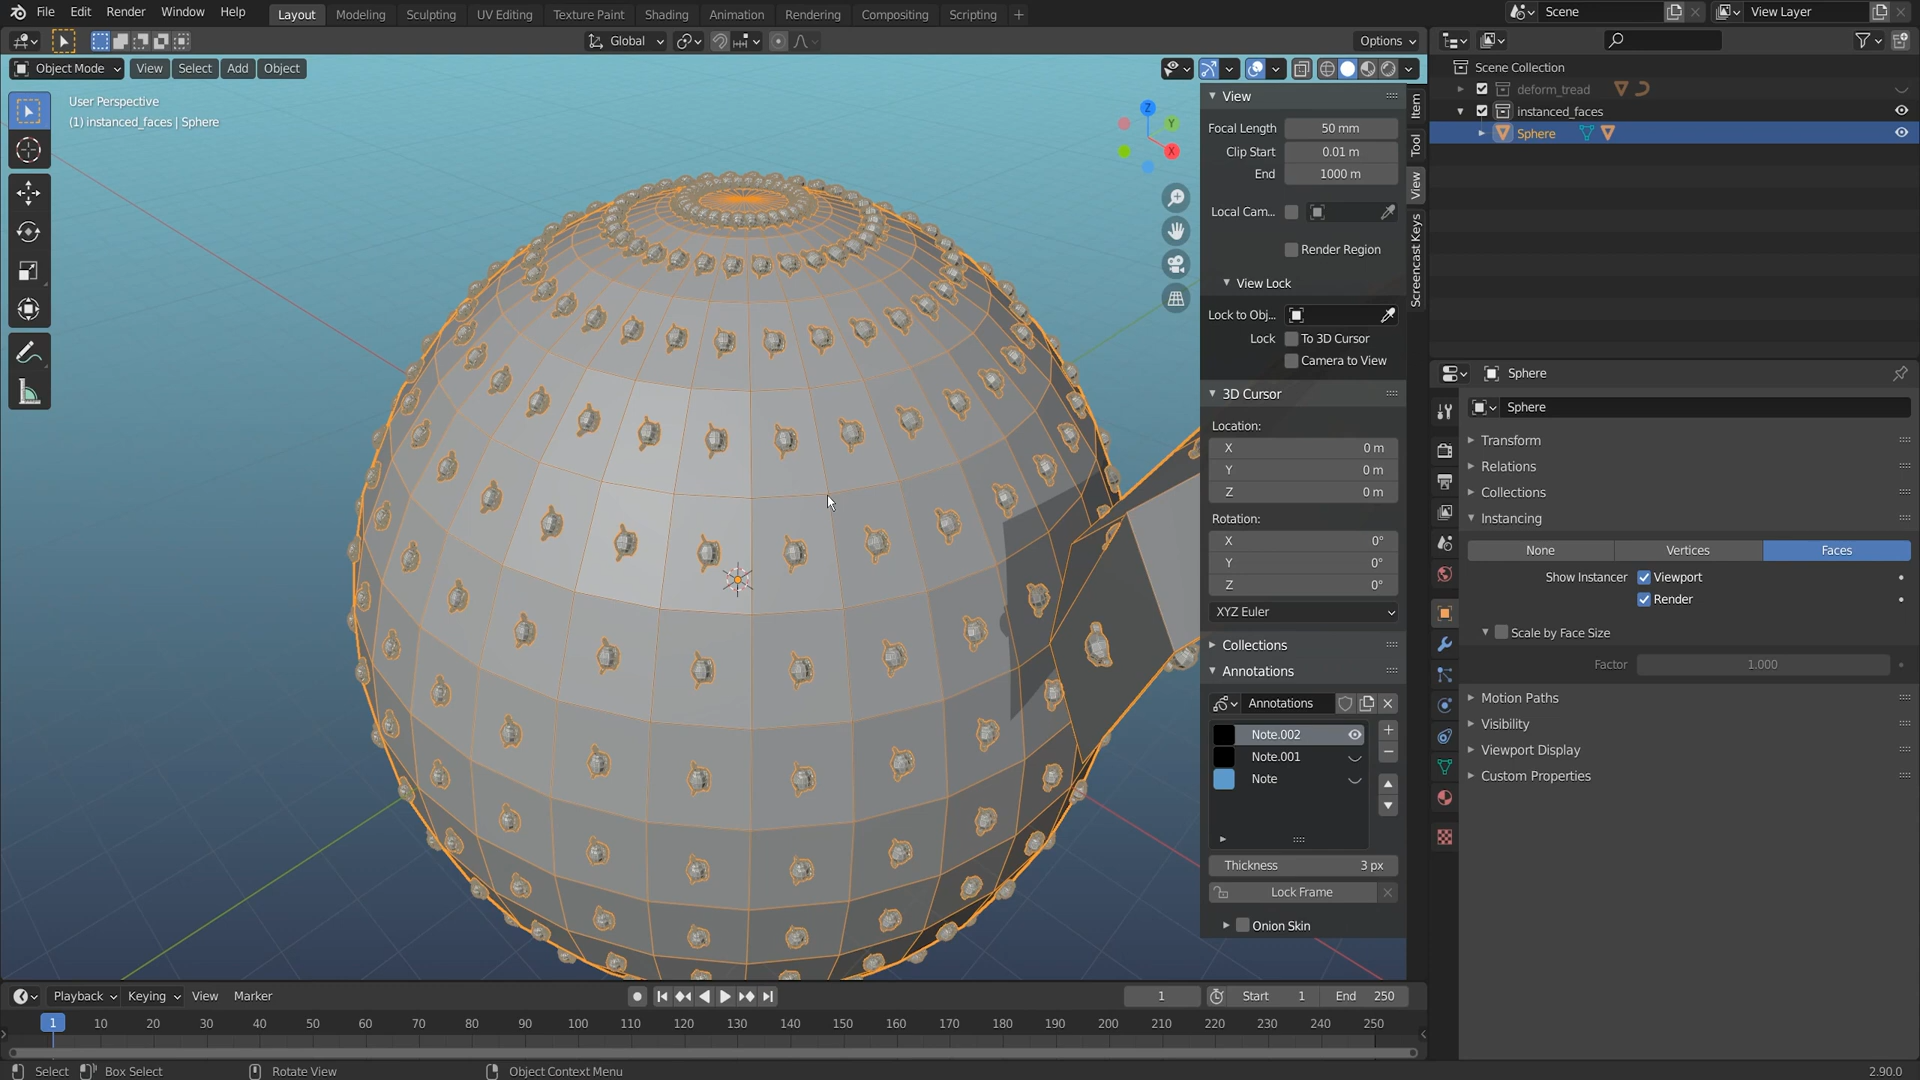 File Edit Render Window Help Layout Modeling Sculpting UV Editing Texture Paint Shading Animation Rendering Compositing Scripting + Scene View Layer
Global Options
Object Mode View Select Add Object
User Perspective
(1) instanced_faces | Sphere
Z
Y
X
View
Focal Length 50 mm
Clip Start 0.01 m
End 1000 m
Local Cam...
Render Region
View Lock
Lock to Obj...
Lock To 3D Cursor
Camera to View
3D Cursor
Location:
X 0 m
Y 0 m
Z 0 m
Rotation:
X 0°
Y 0°
Z 0°
XYZ Euler
Collections
Annotations
Annotations
Note.002
Note.001
Note
Thickness 3 px
Lock Frame
Onion Skin
Item
Tool
View
Screencast Keys
Scene Collection
deform_tread
instanced_faces
Sphere
Sphere
Sphere
Transform
Relations
Collections
Instancing
None Vertices Faces
Show Instancer Viewport
Render
Scale by Face Size
Factor 1.000
Motion Paths
Visibility
Viewport Display
Custom Properties
Playback Keying View Marker 1 Start 1 End 250
1 10 20 30 40 50 60 70 80 90 100 110 120 130 140 150 160 170 180 190 200 210 220 230 240 250
Select Box Select Rotate View Object Context Menu 2.90.0